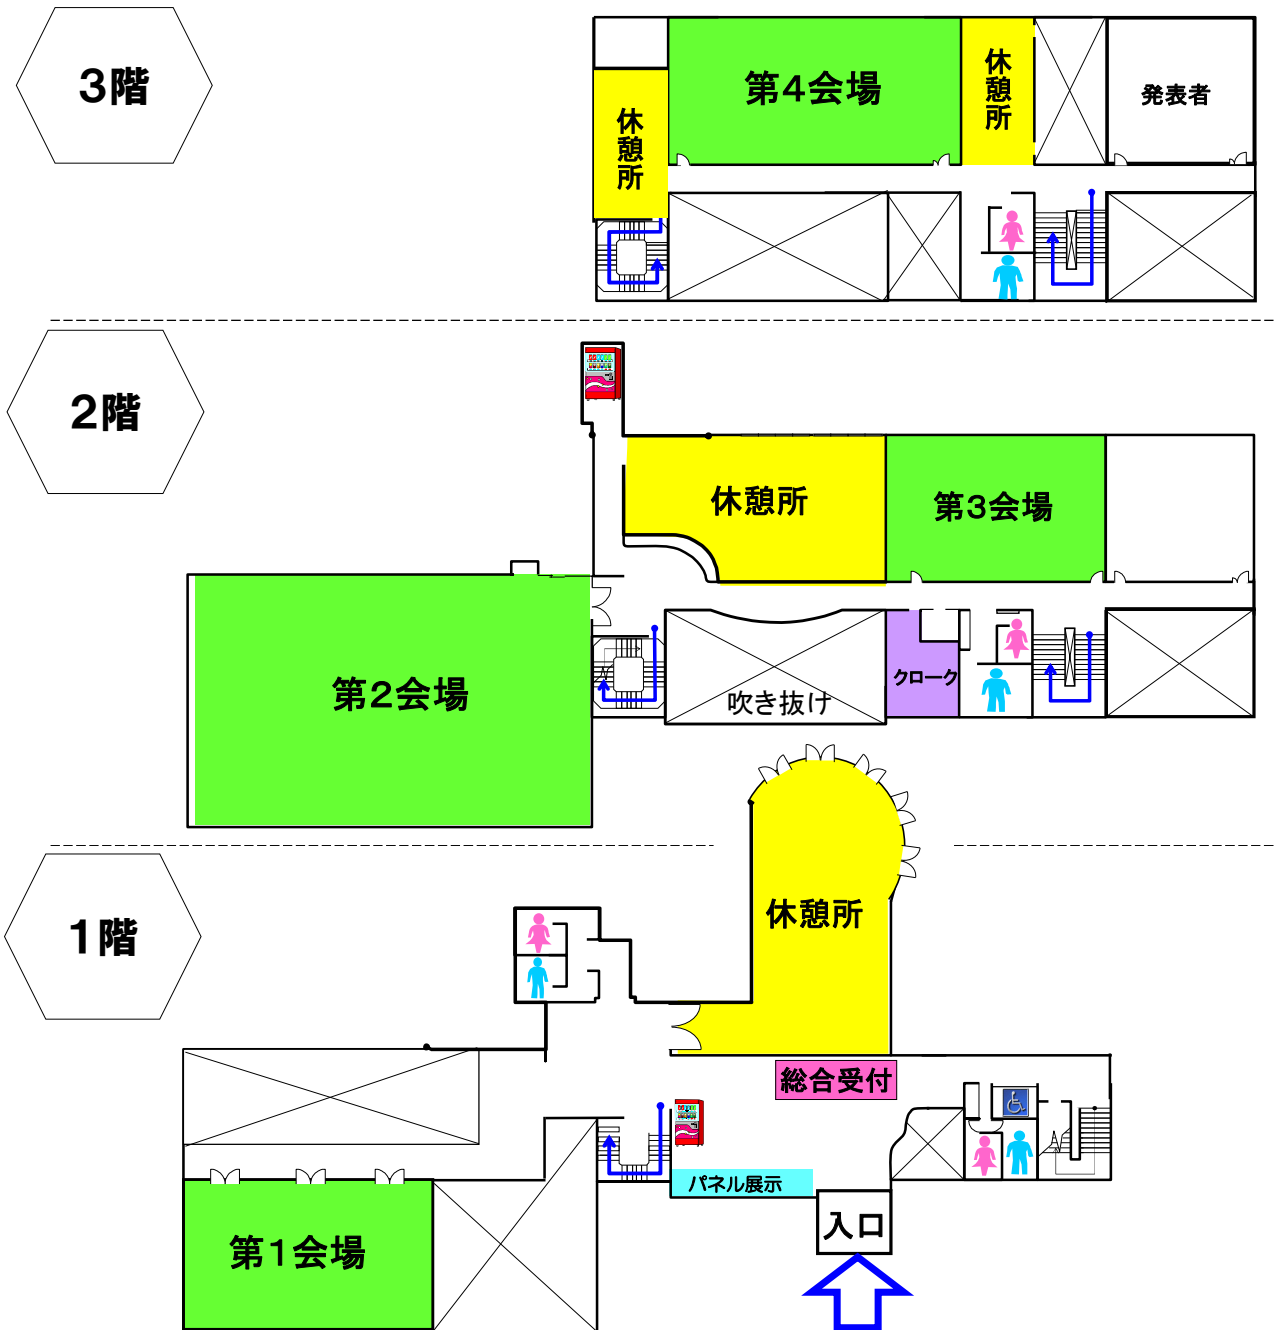 3階
第4会場
休憩所
発表者
休憩所
2階
休憩所
第3会場
第2会場
クローク
吹き抜け
1階
休憩所
総合受付
パネル展示
入口
第1会場